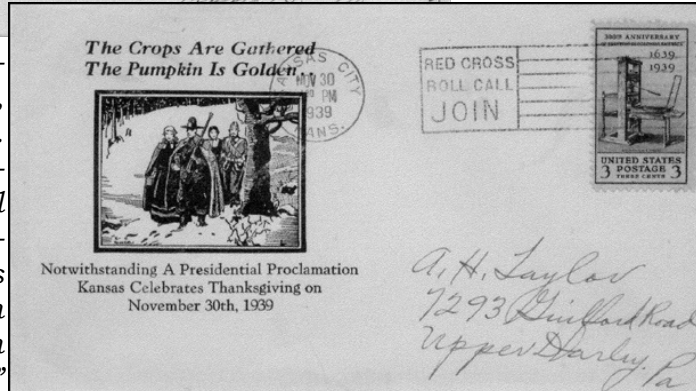 The Crops Are Gathered
The Pumpkin Is Golden,
KANSAS CITY
NOV 30
PM
1939
KANS.
RED CROSS
ROLL CALL
JOIN
300TH ANNIVERSARY
1639
1939
UNITED STATES
3 POSTAGE 3
THREE CENTS
Notwithstanding A Presidential Proclamation
Kansas Celebrates Thanksgiving on
November 30th, 1939
A. H. Taylor
7293 Guilford Road
Upper Darby, Pa